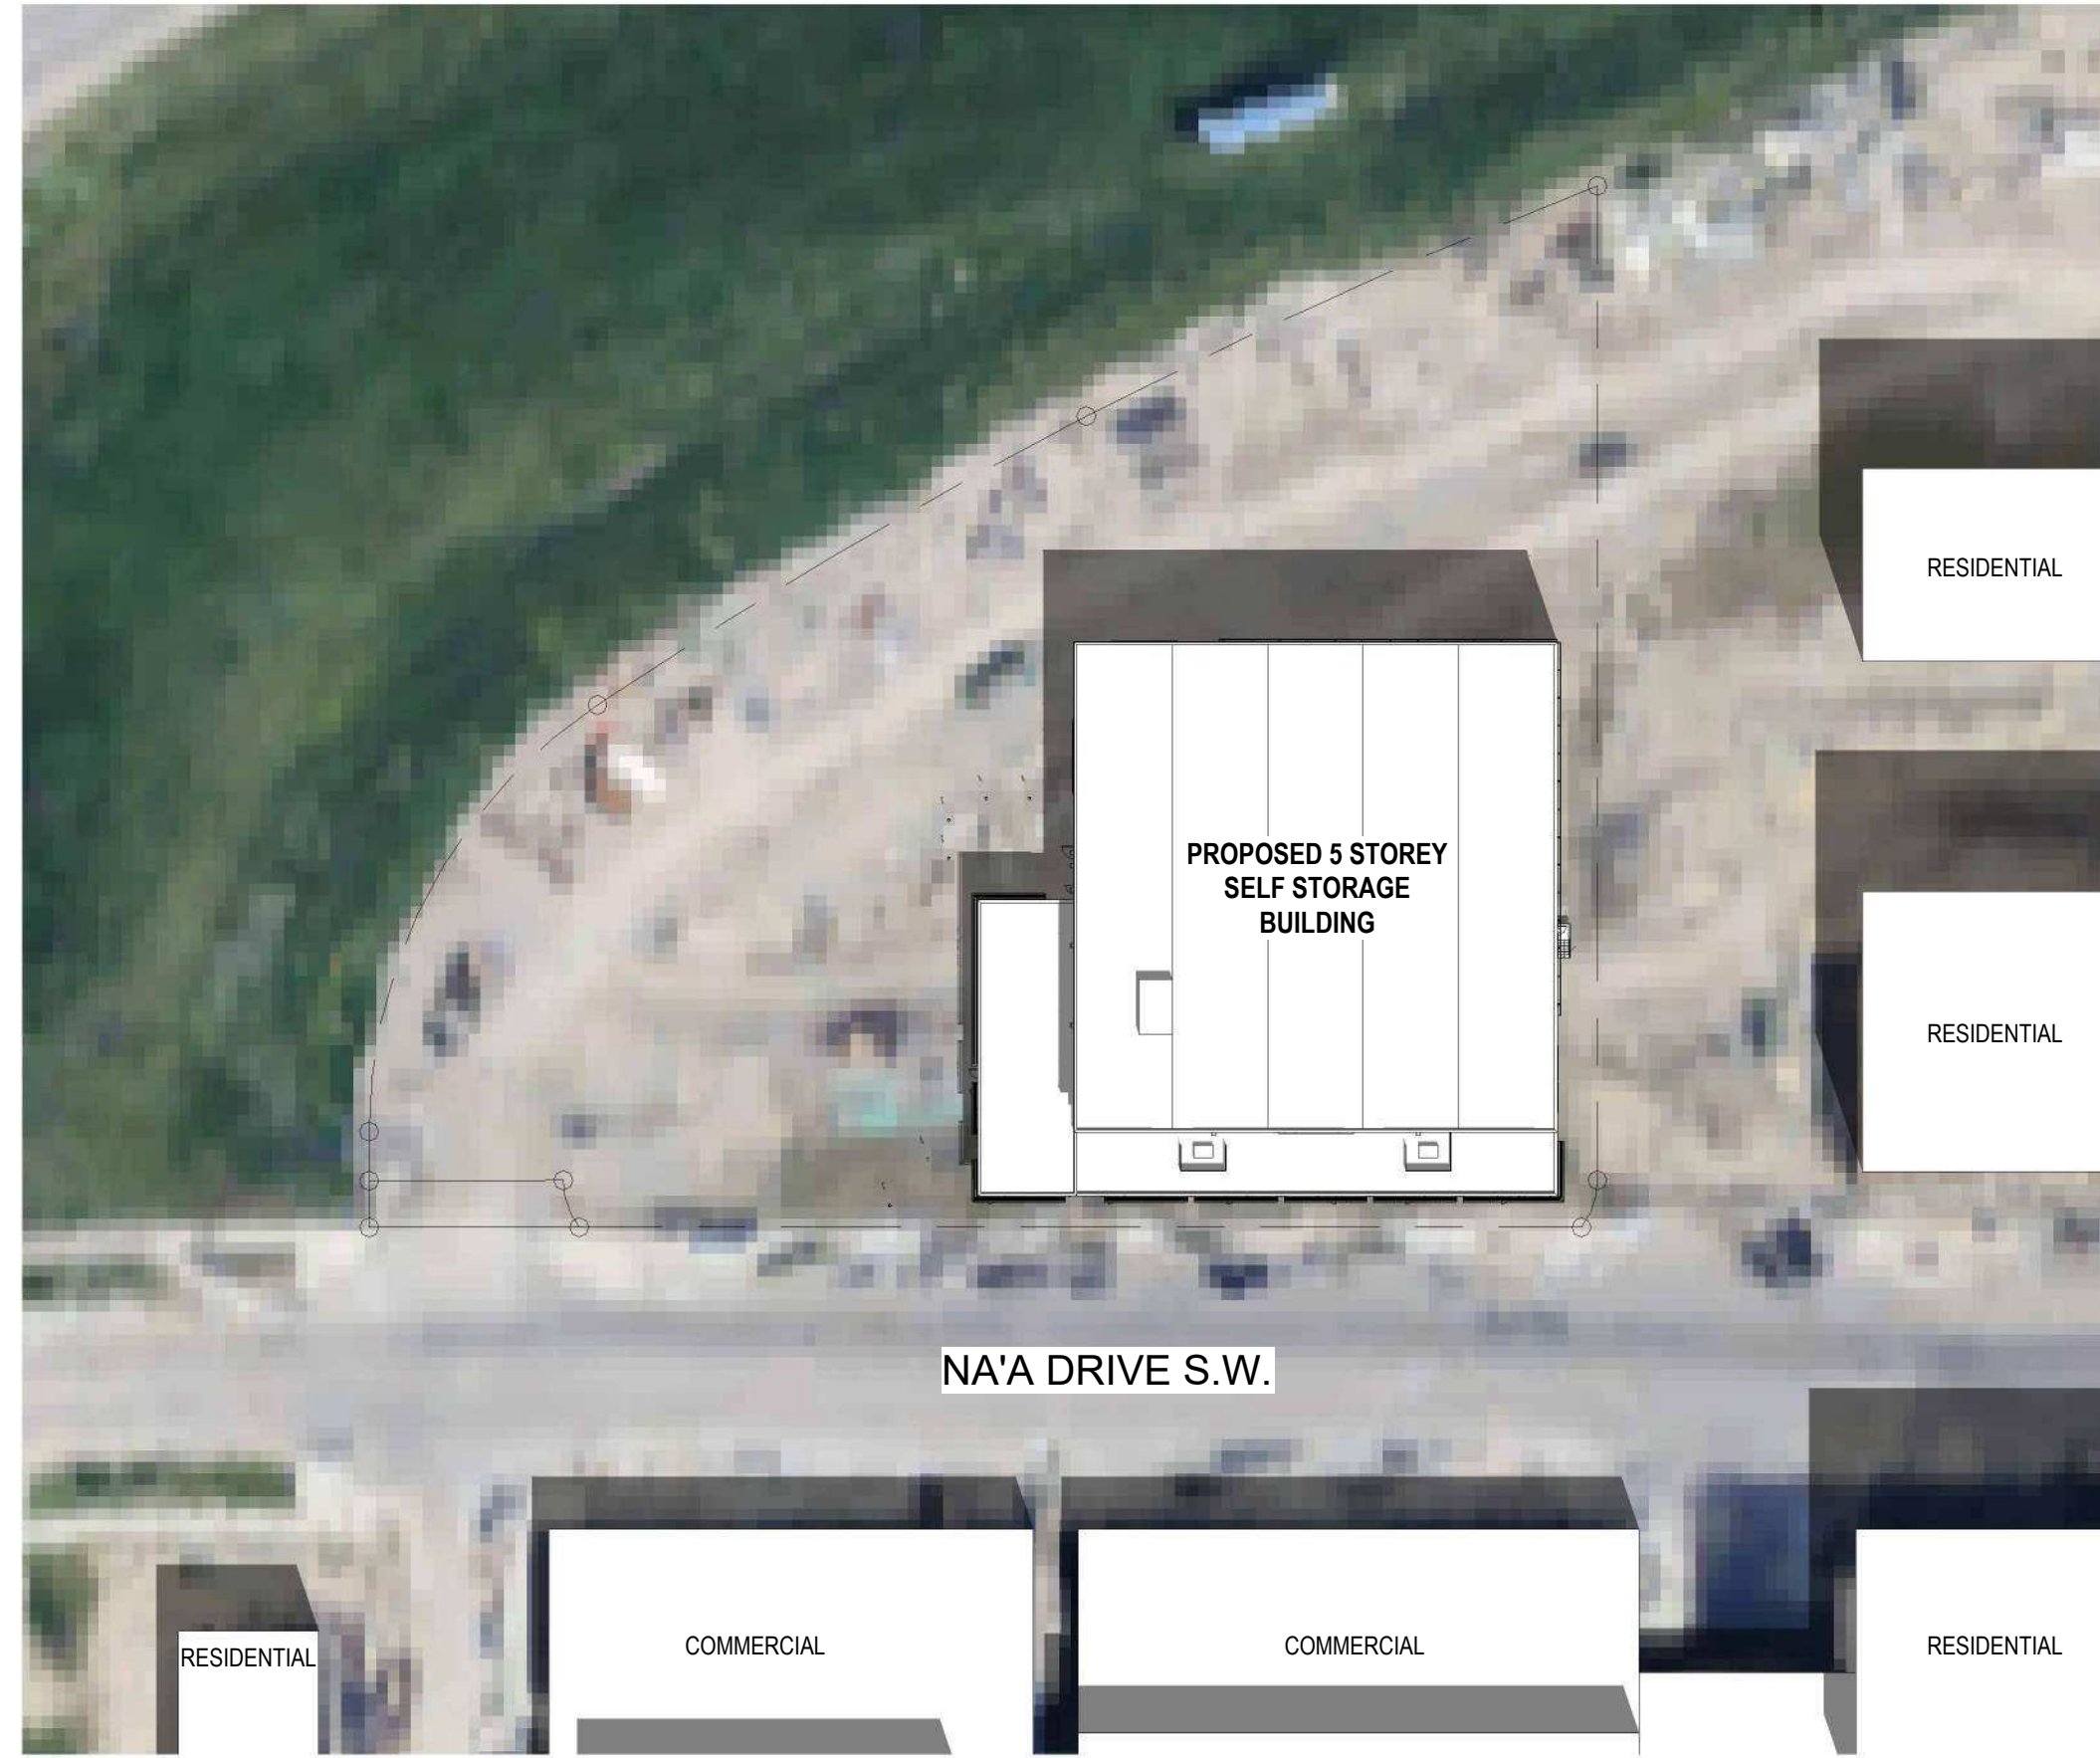 RESIDENTIAL
PROPOSED 5 STOREY
SELF STORAGE
BUILDING
RESIDENTIAL
NA'A DRIVE S.W.
RESIDENTIAL
COMMERCIAL
COMMERCIAL
RESIDENTIAL